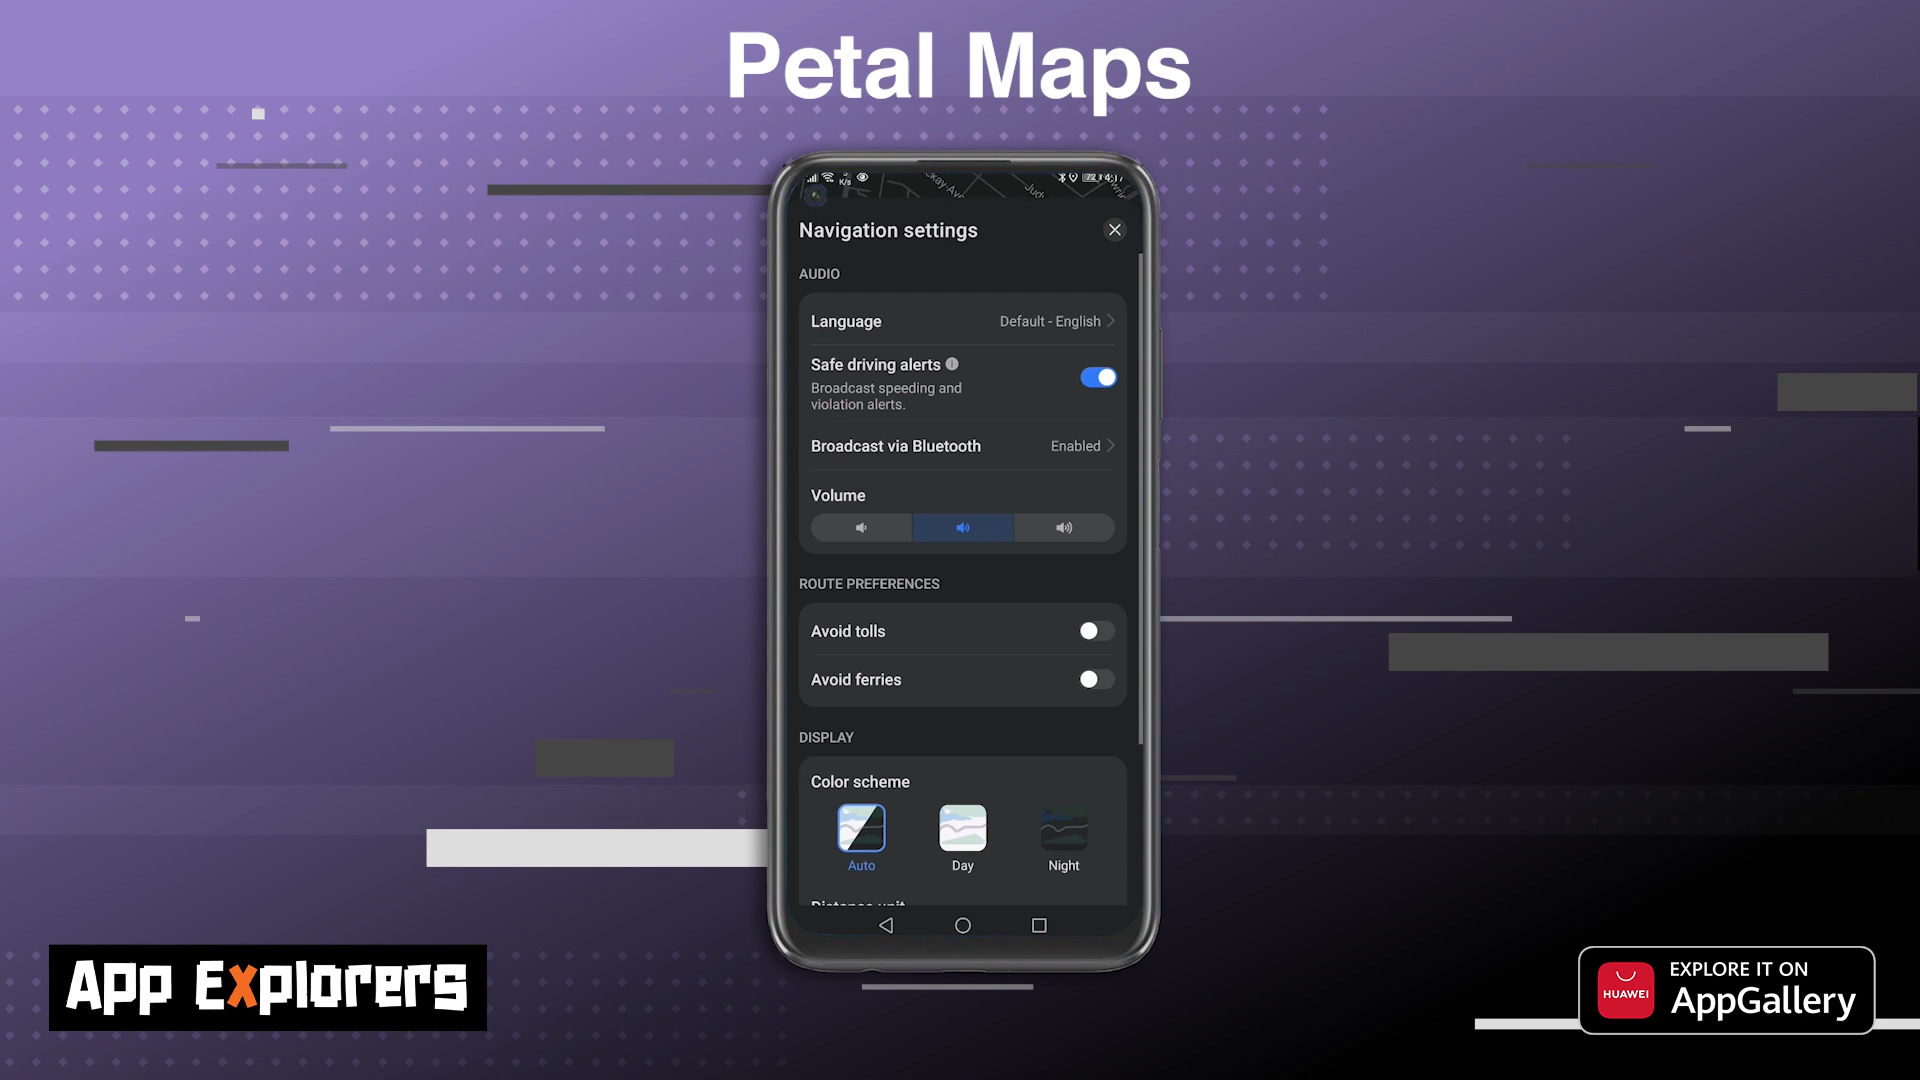 Petal Maps
Navigation settings
AUDIO
Language
Default - English
Safe driving alerts
Broadcast speeding and
violation alerts.
Broadcast via Bluetooth
Enabled
Volume
ROUTE PREFERENCES
Avoid tolls
Avoid ferries
DISPLAY
Color scheme
Auto
Day
Night
App Explorers
HUAWEI
EXPLORE IT ON
AppGallery